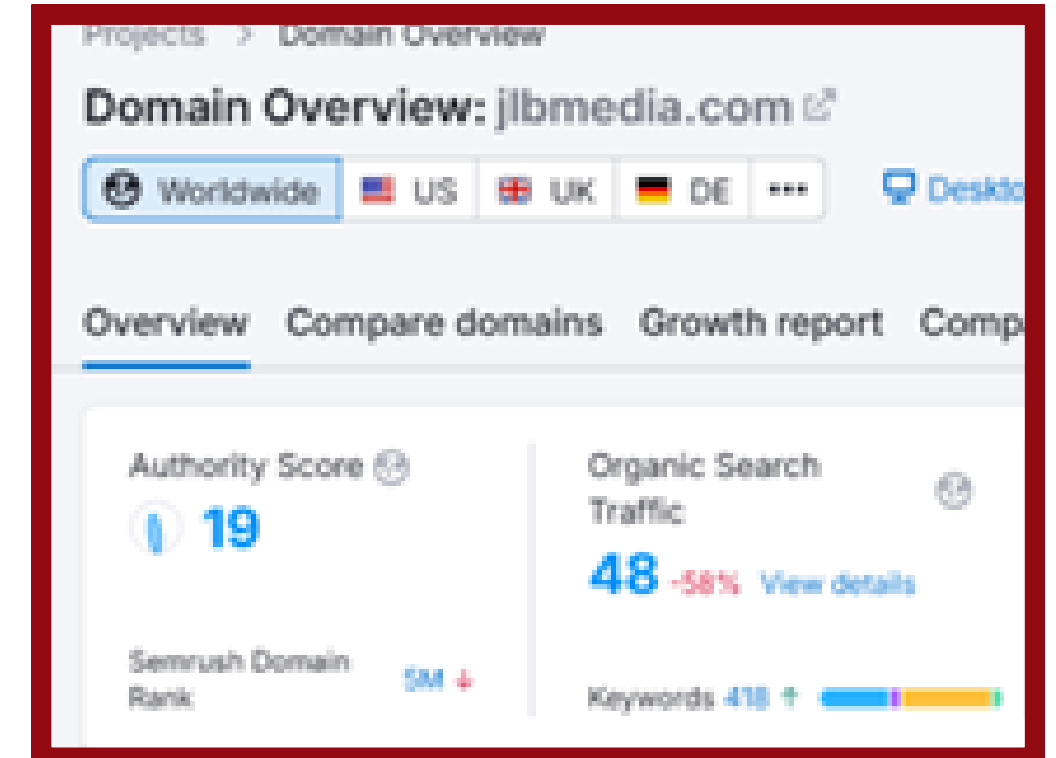 Projects > Domain Overview
Domain Overview: jlbmedia.com
Worldwide US UK DE ••• Deskto
Overview Compare domains Growth report Compa
Authority Score
19
Organic Search
Traffic
48 -58% View details
Semrush Domain
Rank
5M ↓
Keywords 418 ↑